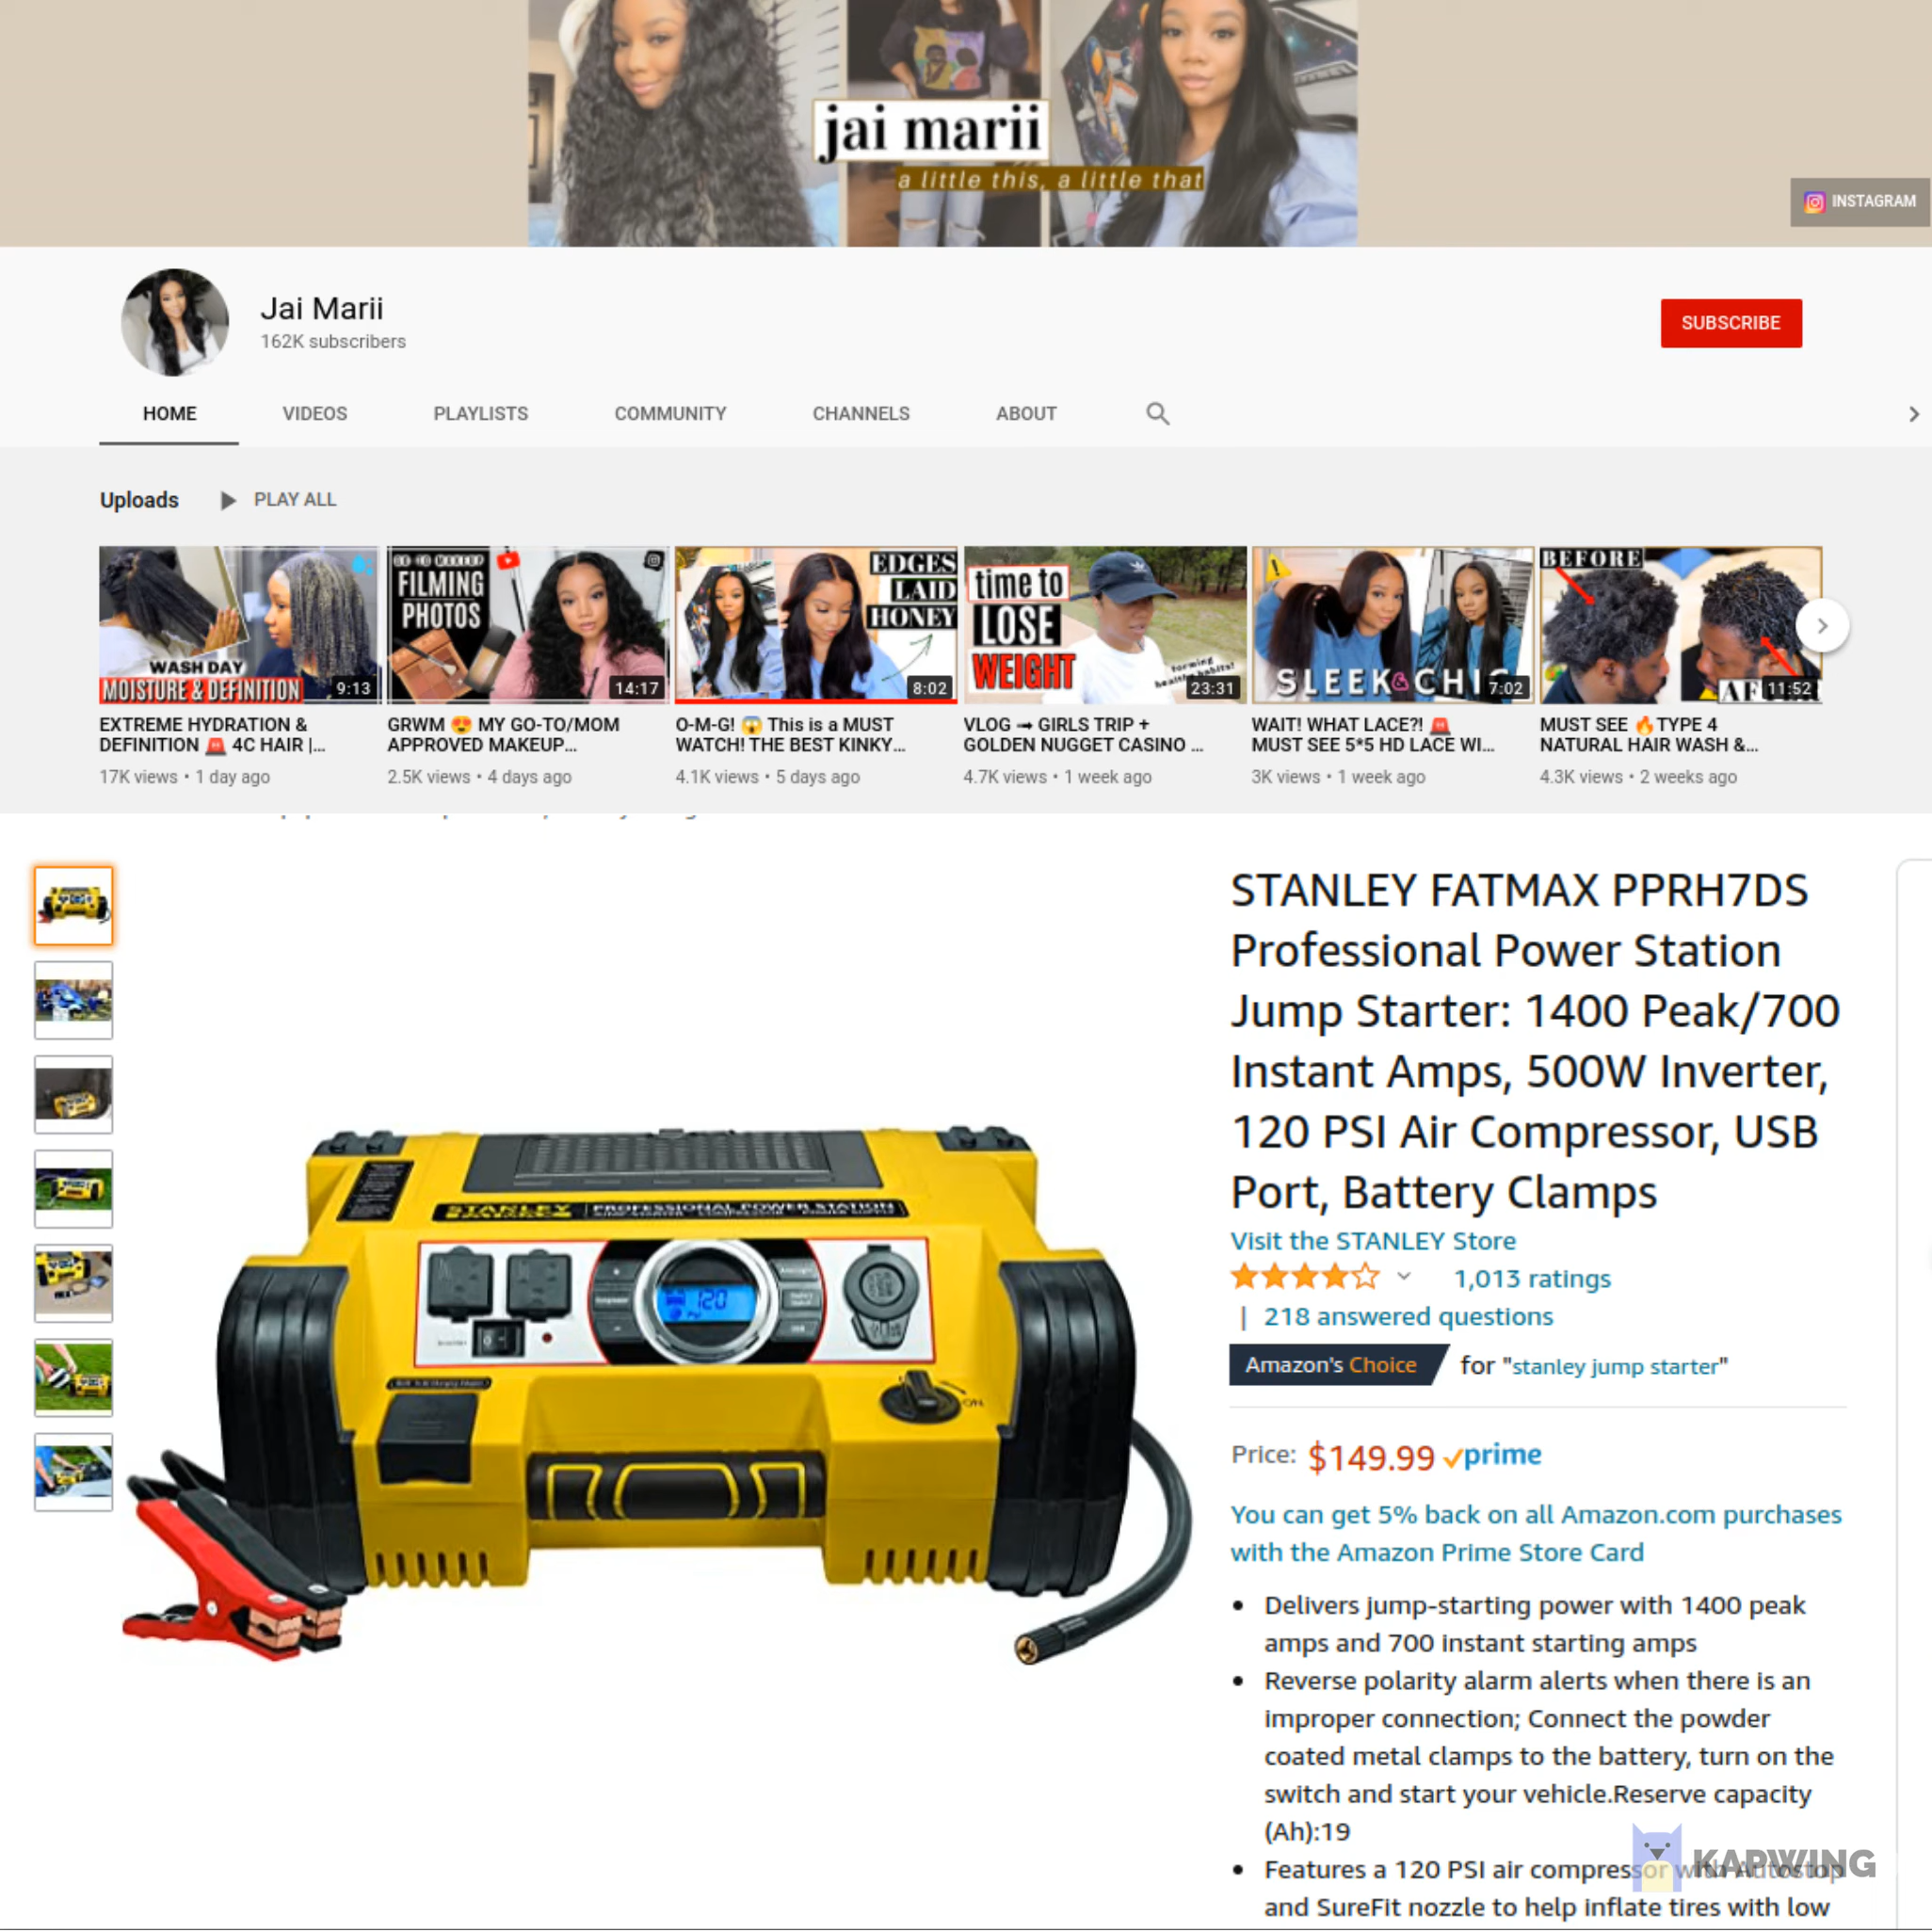 jai marii
a little this, a little that
INSTAGRAM
Jai Marii
162K subscribers
SUBSCRIBE
HOME
VIDEOS
PLAYLISTS
COMMUNITY
CHANNELS
ABOUT
Uploads
PLAY ALL
WASH DAY
MOISTURE & DEFINITION
9:13
GO-TO MAKEUP
FILMING
PHOTOS
14:17
EDGES
LAID
HONEY
8:02
time to
LOSE
WEIGHT
forming
healthy habits!
23:31
SLEEK & CHIC
7:02
BEFORE
11:52
EXTREME HYDRATION &
DEFINITION 🚨 4C HAIR |...
17K views • 1 day ago
GRWM 😍 MY GO-TO/MOM
APPROVED MAKEUP...
2.5K views • 4 days ago
O-M-G! 😱 This is a MUST
WATCH! THE BEST KINKY...
4.1K views • 5 days ago
VLOG ➞ GIRLS TRIP +
GOLDEN NUGGET CASINO ...
4.7K views • 1 week ago
WAIT! WHAT LACE?! 🚨
MUST SEE 5*5 HD LACE WI...
3K views • 1 week ago
MUST SEE 🔥TYPE 4
NATURAL HAIR WASH &...
4.3K views • 2 weeks ago
STANLEY
PROFESSIONAL POWER STATION
120
ON
STANLEY FATMAX PPRH7DS
Professional Power Station
Jump Starter: 1400 Peak/700
Instant Amps, 500W Inverter,
120 PSI Air Compressor, USB
Port, Battery Clamps
Visit the STANLEY Store
1,013 ratings
| 218 answered questions
Amazon's Choice for "stanley jump starter"
Price: $149.99 prime
You can get 5% back on all Amazon.com purchases
with the Amazon Prime Store Card
• Delivers jump-starting power with 1400 peak
amps and 700 instant starting amps
• Reverse polarity alarm alerts when there is an
improper connection; Connect the powder
coated metal clamps to the battery, turn on the
switch and start your vehicle.Reserve capacity
(Ah):19
• Features a 120 PSI air compressor with Autostop
and SureFit nozzle to help inflate tires with low
KAPWING